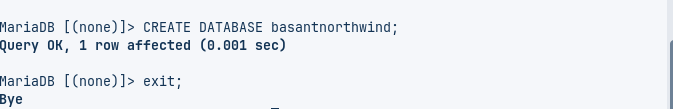 MariaDB [(none)]> CREATE DATABASE basantnorthwind;
Query OK, 1 row affected (0.001 sec)
MariaDB [(none)]> exit;
Bye